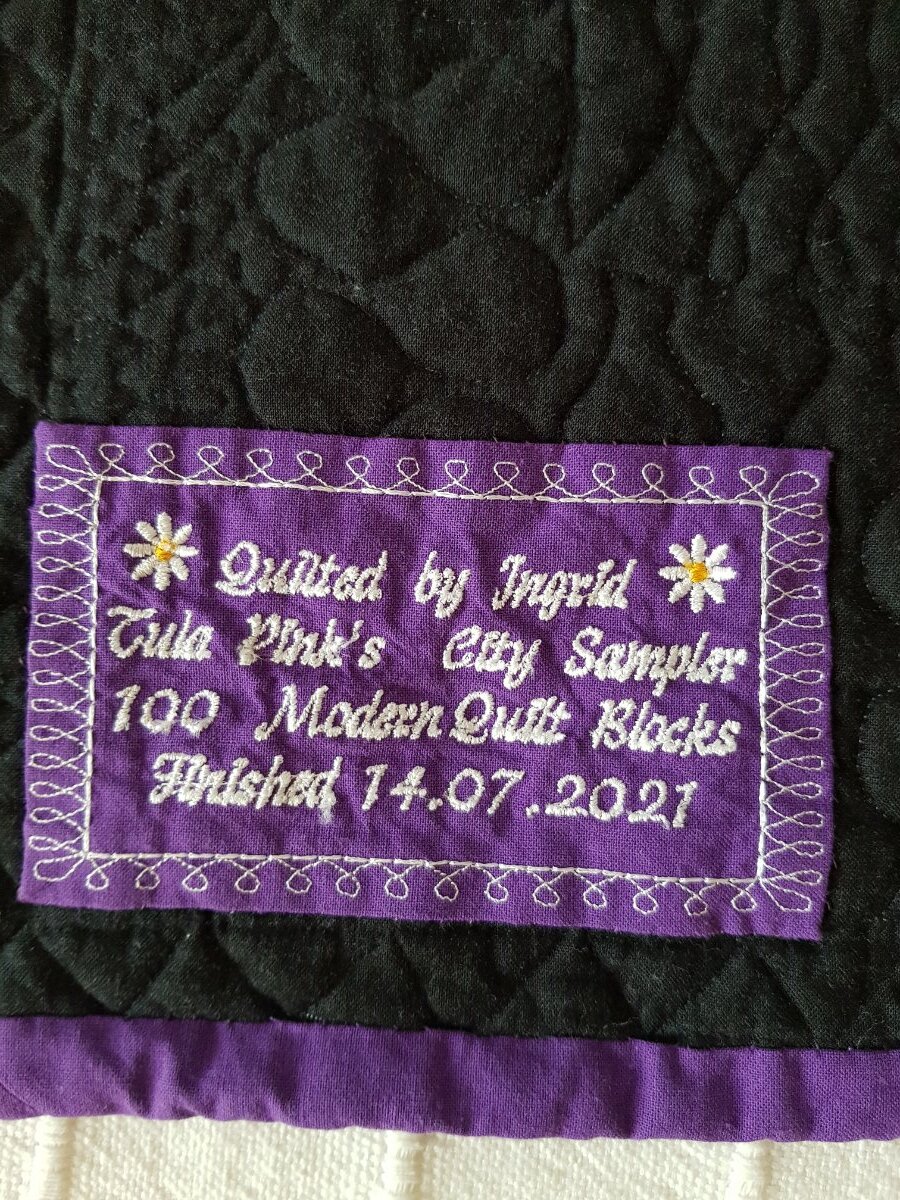 Quilted by Ingrid
Tula Pink's City Sampler
100 Modern Quilt Blocks
Finished 14.07.2021